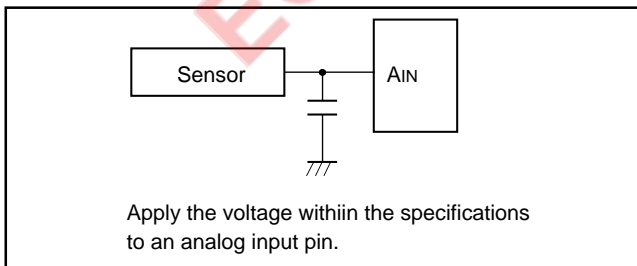 Sensor
AIN
Apply the voltage withiin the specifications
to an analog input pin.